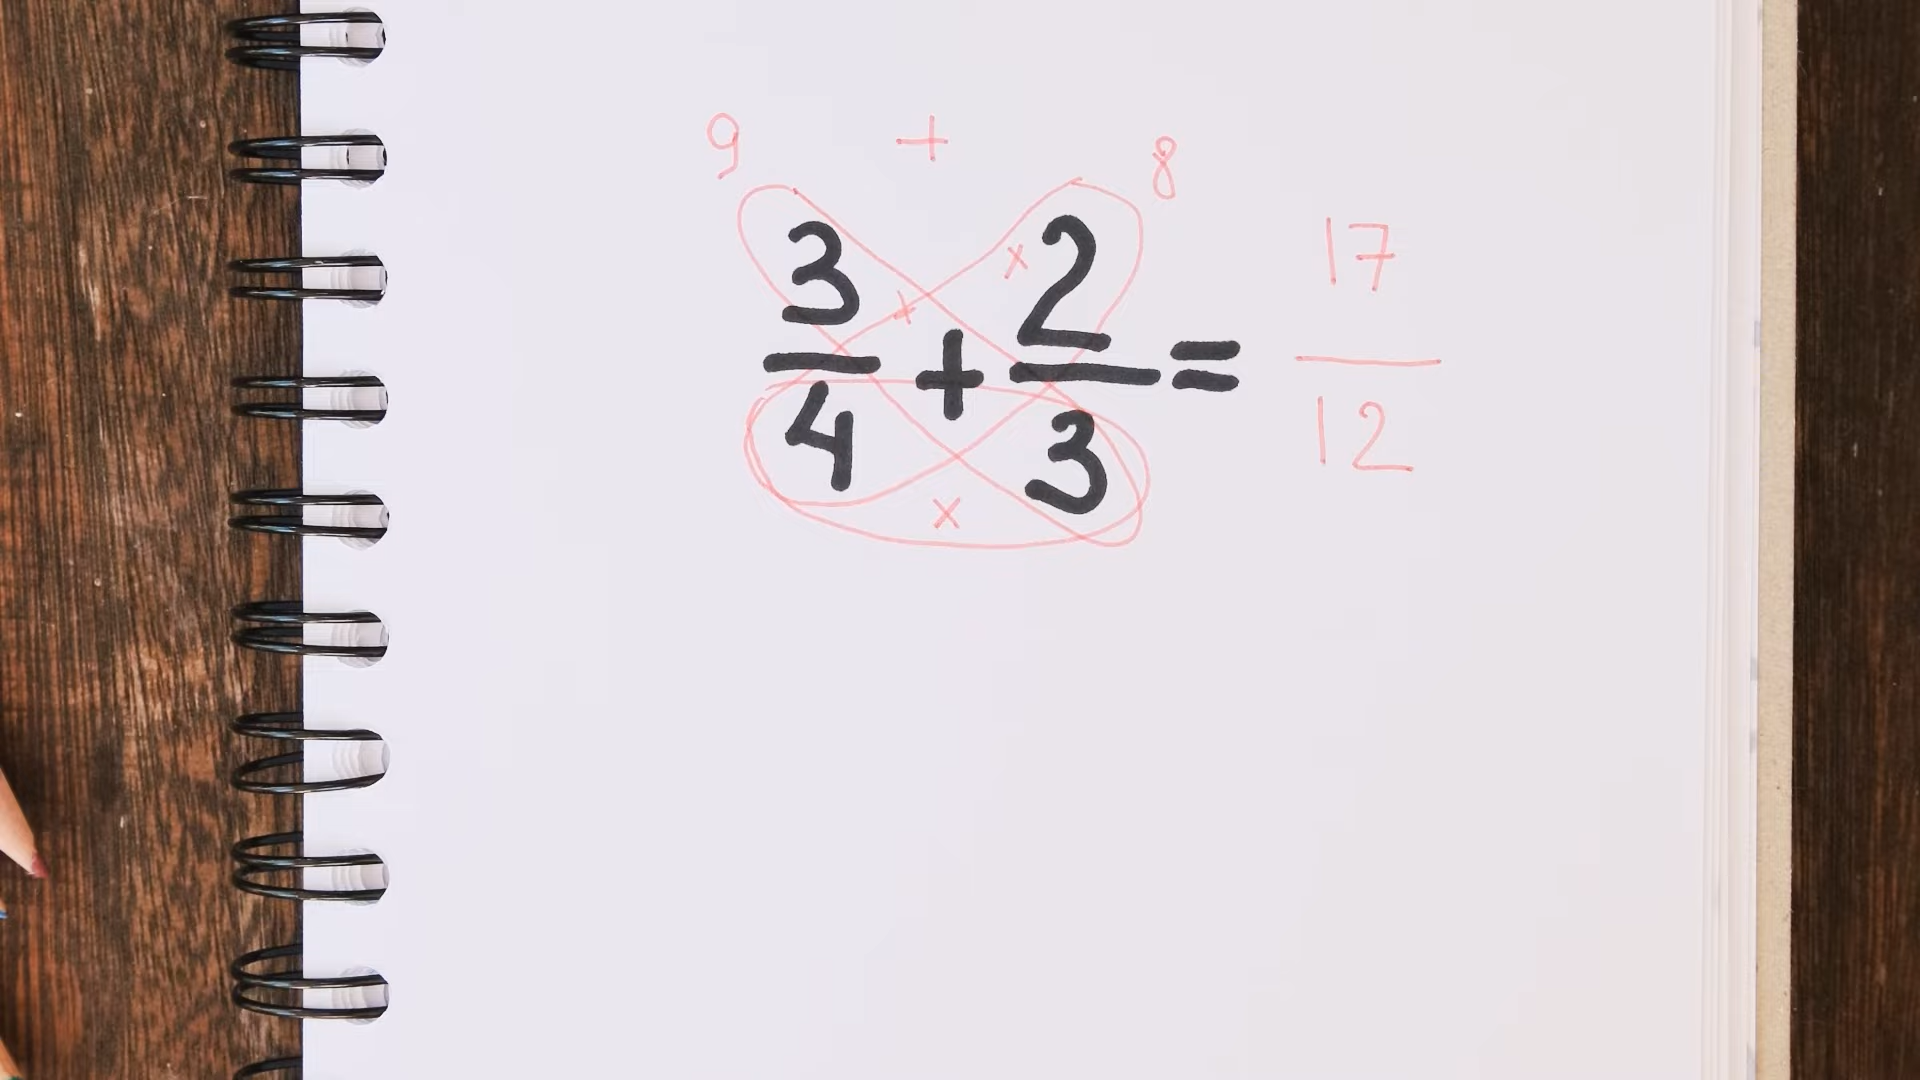 9 + 8
3/4 + 2/3 = 17/12
x x
x